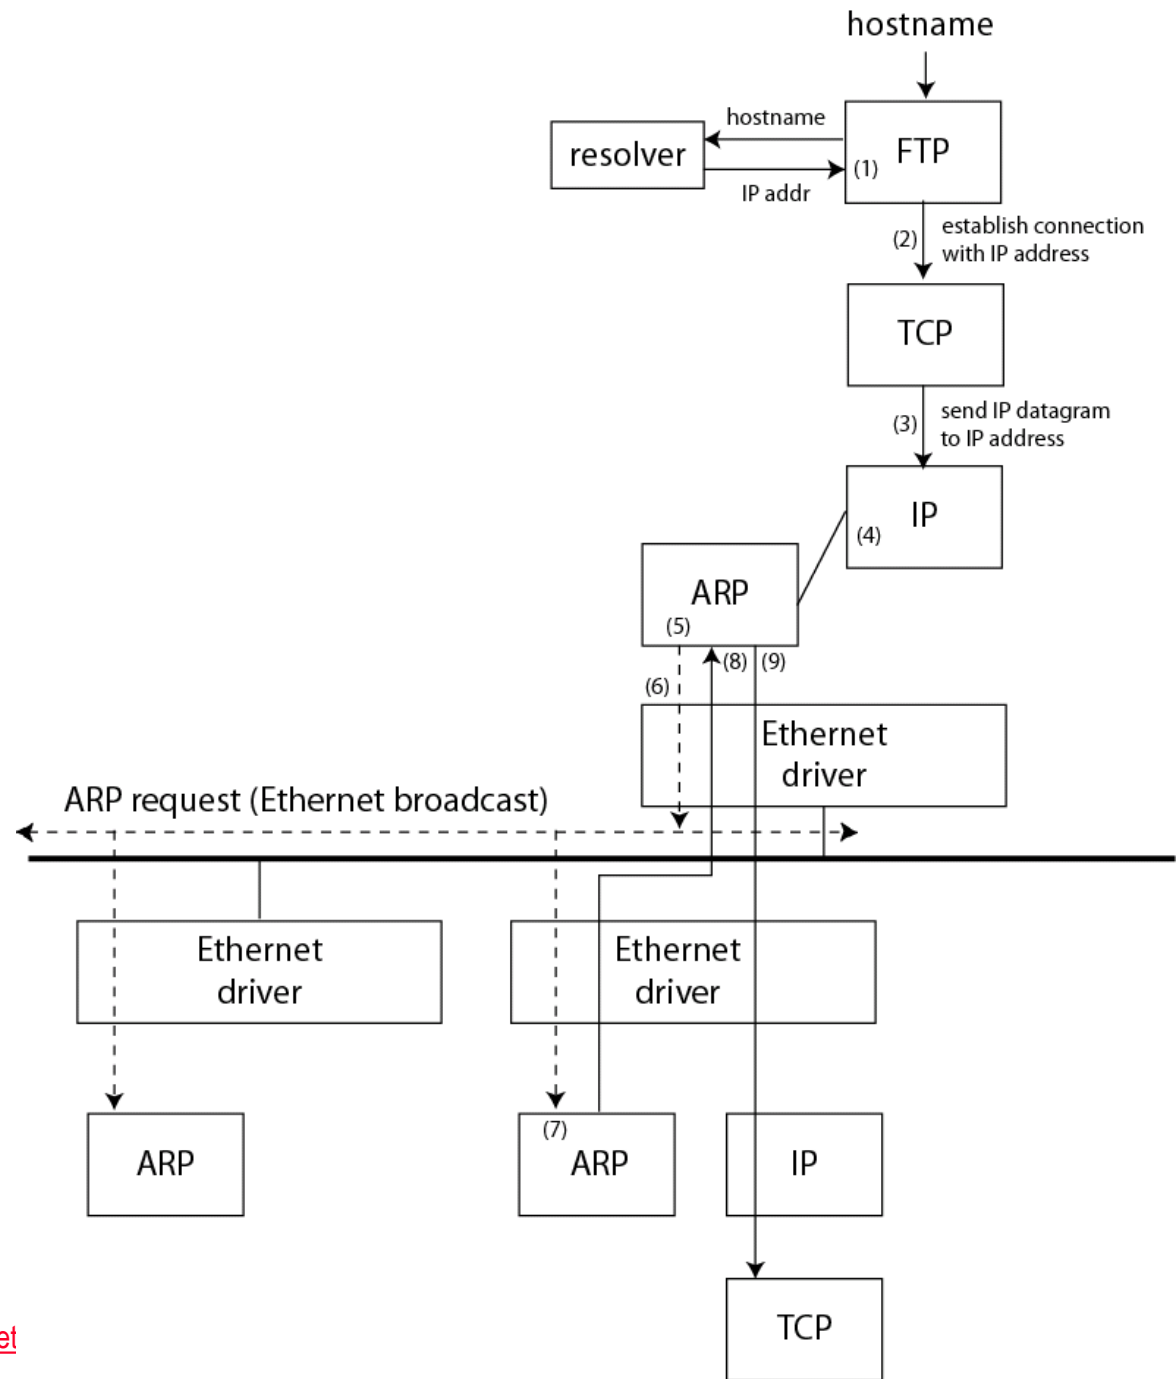 hostname
hostname
resolver
FTP
(1)
IP addr
(2)
establish connection
with IP address
TCP
(3)
send IP datagram
to IP address
IP
(4)
ARP
(5)
(8)
(9)
(6)
Ethernet
driver
ARP request (Ethernet broadcast)
Ethernet
driver
Ethernet
driver
(7)
ARP
ARP
IP
TCP
et